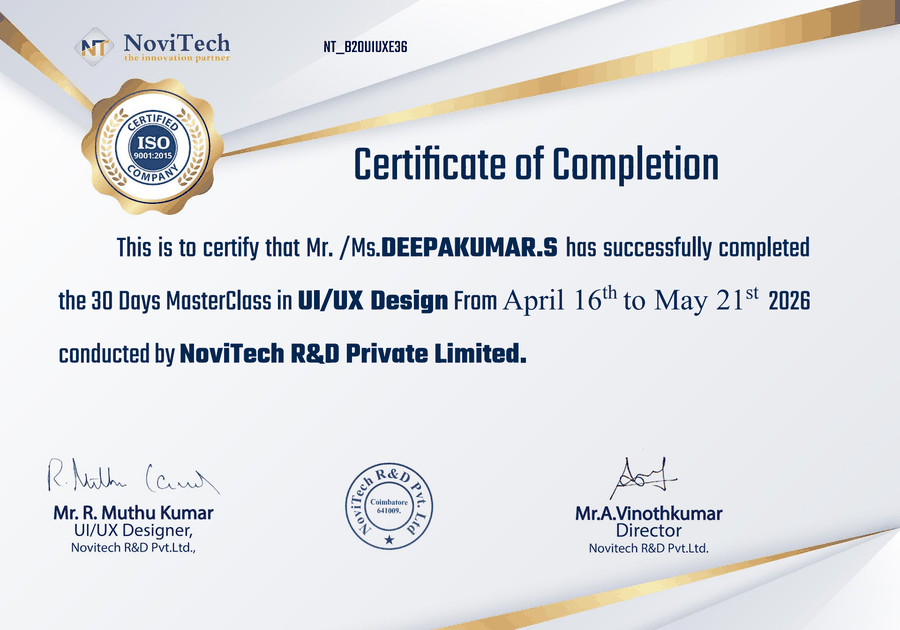 NT
NoviTech
the innovation partner
NT_B20UIUXE36
CERTIFIED
ISO
9001:2015
COMPANY
Certificate of Completion
This is to certify that Mr. /Ms.DEEPAKUMAR.S has successfully completed
the 30 Days MasterClass in UI/UX Design From April 16th to May 21st 2026
conducted by NoviTech R&D Private Limited.
R. Muthu Kumar
Mr. R. Muthu Kumar
UI/UX Designer,
Novitech R&D Pvt.Ltd.,
NoviTech R&D Pvt. Ltd
Coimbatore
641009.
Mr.A.Vinothkumar
Director
Novitech R&D Pvt.Ltd.